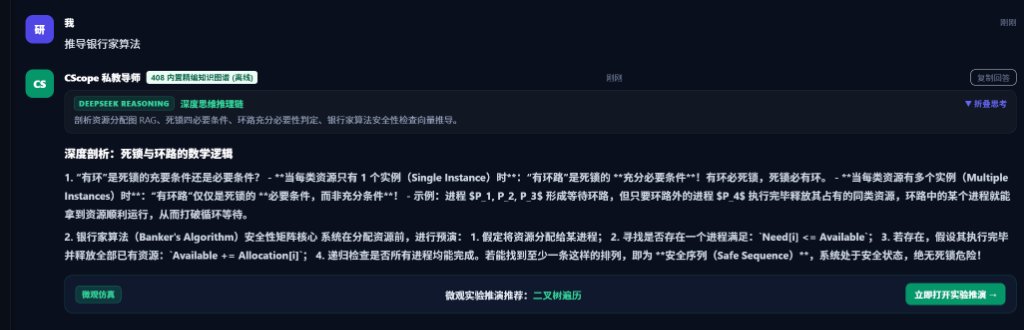 研
我
刚刚
推导银行家算法
CS
CScope 私教导师
408 内置精编知识图谱 (离线)
刚刚
复制回答
DEEPSEEK REASONING
深度思维推理链
▼ 折叠思考
剖析资源分配图 RAG、死锁四必要条件、环路充分必要性判定、银行家算法安全性检查向量推导。
深度剖析：死锁与环路的数学逻辑
1. “有环”是死锁的充要条件还是必要条件？ - **当每类资源只有 1 个实例（Single Instance）时**：“有环路”是死锁的 **充分必要条件**！有环必死锁，死锁必有环。 - **当每类资源有多个实例（Multiple
Instances）时**：“有环路”仅仅是死锁的 **必要条件，而非充分条件**！ - 示例：进程 $P_1, P_2, P_3$ 形成等待环路，但只要环路外的进程 $P_4$ 执行完毕释放其占有的同类资源，环路中的某个进程就能
拿到资源顺利运行，从而打破循环等待。
2. 银行家算法（Banker's Algorithm）安全性矩阵核心 系统在分配资源前，进行预演： 1. 假定将资源分配给某进程； 2. 寻找是否存在一个进程满足：`Need[i] <= Available`； 3. 若存在，假设其执行完毕
并释放全部已有资源：`Available += Allocation[i]`； 4. 递归检查是否所有进程均能完成。若能找到至少一条这样的排列，即为 **安全序列（Safe Sequence）**，系统处于安全状态，绝无死锁危险！
微观仿真
微观实验推演推荐：二叉树遍历
立即打开实验推演 →